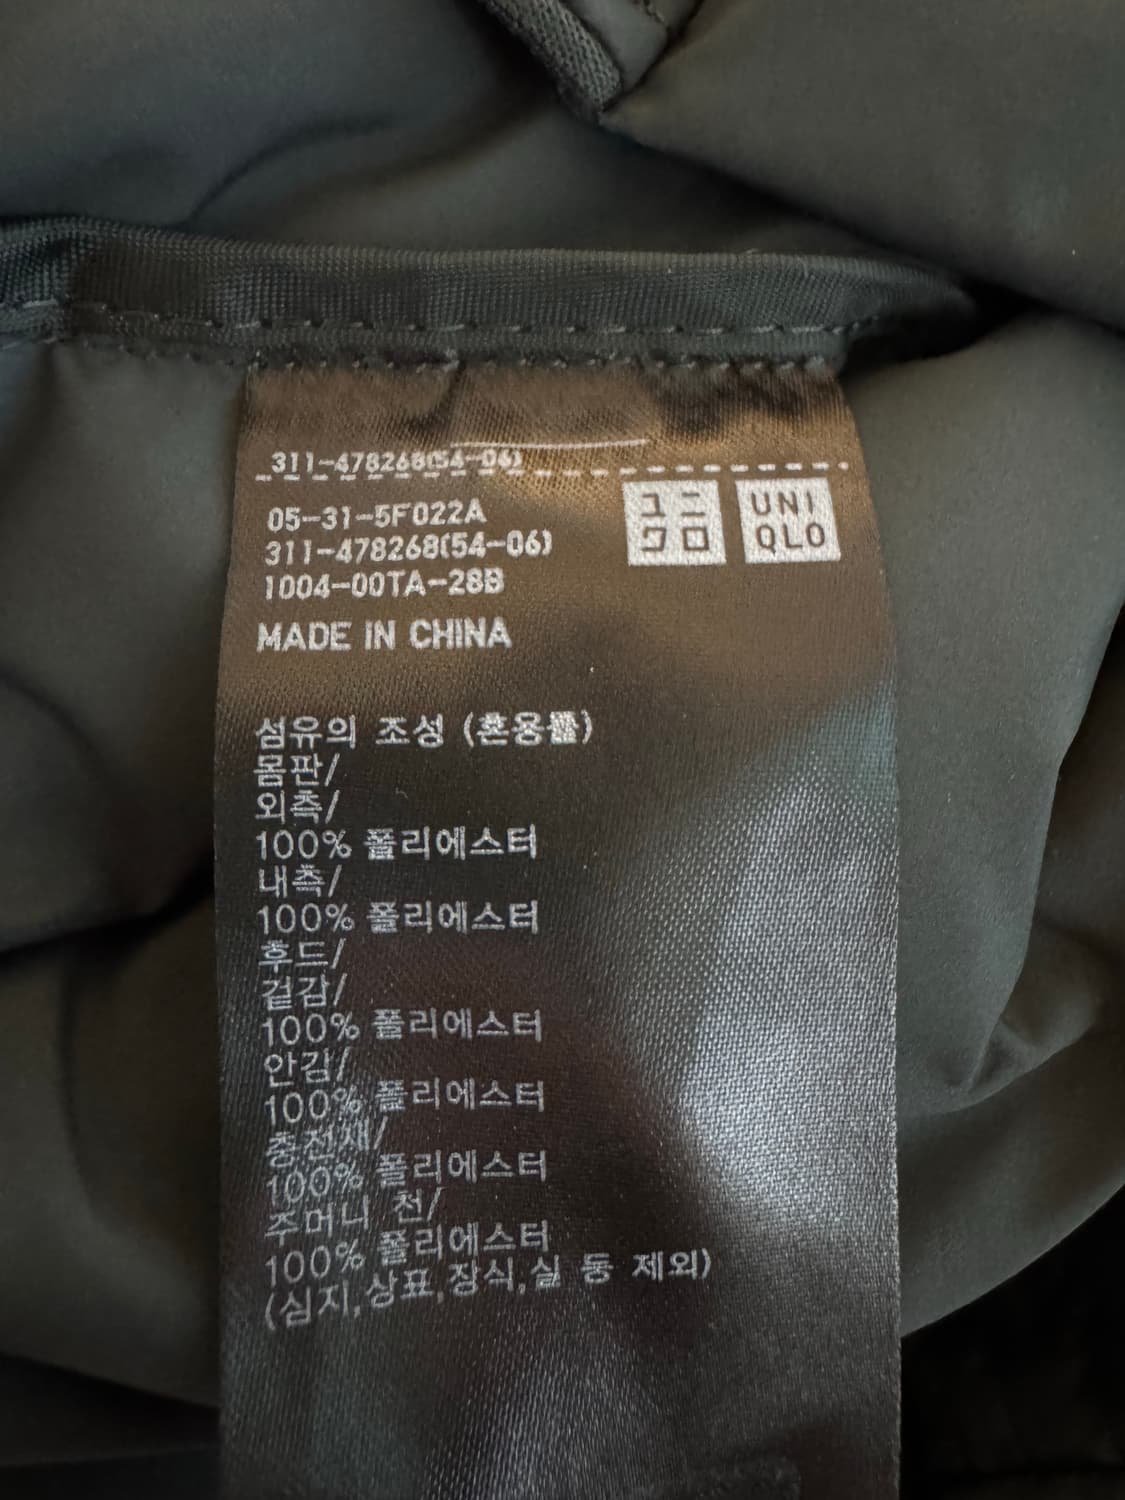 311-478268(54-06)
ユニ
クロ
UNI
QLO
05-31-5F022A
311-478268(54-06)
1004-00TA-28B
MADE IN CHINA
섬유의 조성 (혼용률)
몸판/
외측/
100% 폴리에스터
내측/
100% 폴리에스터
후드/
겉감/
100% 폴리에스터
안감/
100% 폴리에스터
충전재/
100% 폴리에스터
주머니 천/
100% 폴리에스터
(심지,상표,장식,실 등 제외)